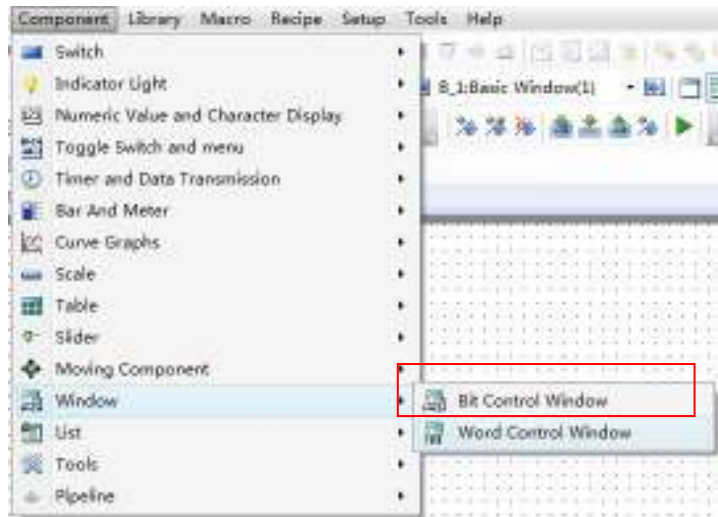 Component Library Macro Recipe Setup Tools Help
Switch
Indicator Light
B_1:Basic Window(1)
Numeric Value and Character Display
Toggle Switch and menu
Timer and Data Transmission
Bar And Meter
Curve Graphs
Scale
Table
Slider
Moving Component
Window
Bit Control Window
List
Word Control Window
Tools
Pipeline